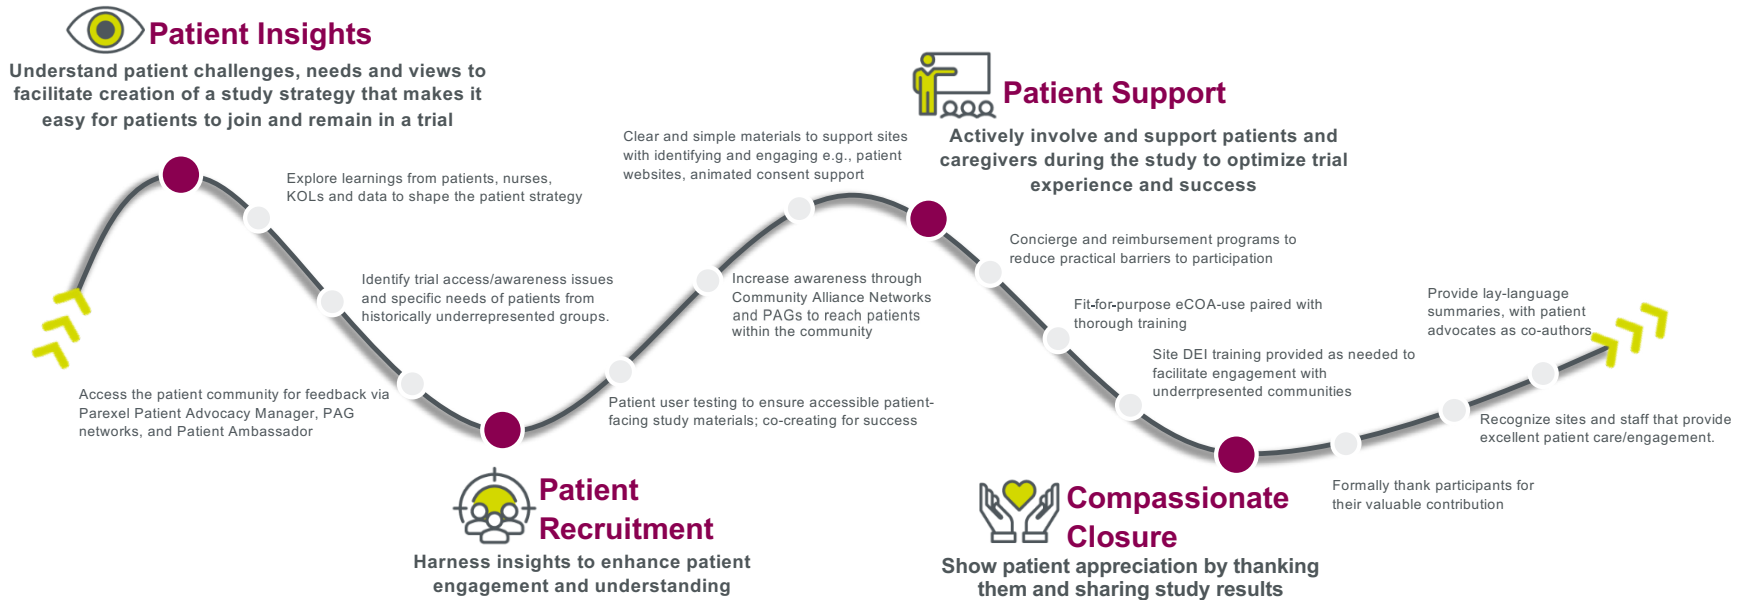 Patient Insights
Understand patient challenges, needs and views to
facilitate creation of a study strategy that makes it
easy for patients to join and remain in a trial
Explore learnings from patients, nurses,
KOLs and data to shape the patient strategy
Identify trial access/awareness issues
and specific needs of patients from
historically underrepresented groups.
Access the patient community for feedback via
Parexel Patient Advocacy Manager, PAG
networks, and Patient Ambassador
Patient
Recruitment
Harness insights to enhance patient
engagement and understanding
Patient user testing to ensure accessible patient-
facing study materials; co-creating for success
Increase awareness through
Community Alliance Networks
and PAGs to reach patients
within the community
Clear and simple materials to support sites
with identifying and engaging e.g., patient
websites, animated consent support
Patient Support
Actively involve and support patients and
caregivers during the study to optimize trial
experience and success
Concierge and reimbursement programs to
reduce practical barriers to participation
Fit-for-purpose eCOA-use paired with
thorough training
Site DEI training provided as needed to
facilitate engagement with
underrpresented communities
Compassionate
Closure
Show patient appreciation by thanking
them and sharing study results
Formally thank participants for
their valuable contribution
Recognize sites and staff that provide
excellent patient care/engagement.
Provide lay-language
summaries, with patient
advocates as co-authors